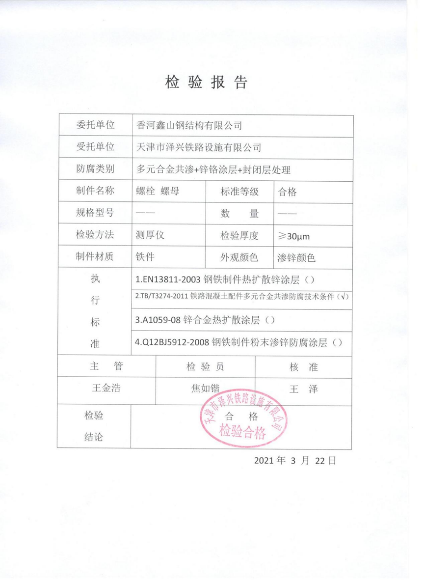 检 验 报 告
委托单位 香河鑫山钢结构有限公司
受托单位 天津市泽兴铁路设施有限公司
防腐类别 多元合金共渗+锌铬涂层+封闭层处理
制件名称 螺栓 螺母 标准等级 合格
规格型号 —— 数 量 ——
检验方法 测厚仪 检验厚度 ≥30μm
制件材质 铁件 外观颜色 渗锌颜色
执行标准
1.EN13811-2003 钢铁制件热扩散锌涂层（）
2.TB/T3274-2011 铁路混凝土配件多元合金共渗防腐技术条件（√）
3.A1059-08 锌合金热扩散涂层（）
4.Q12BJ5912-2008 钢铁制件粉末渗锌防腐涂层（）
主 管 检 验 员 核 准
王金浩 焦如锴 王 泽
检验结论
合 格
天津市泽兴铁路设施有限公司
检验合格
2021 年 3 月 22 日